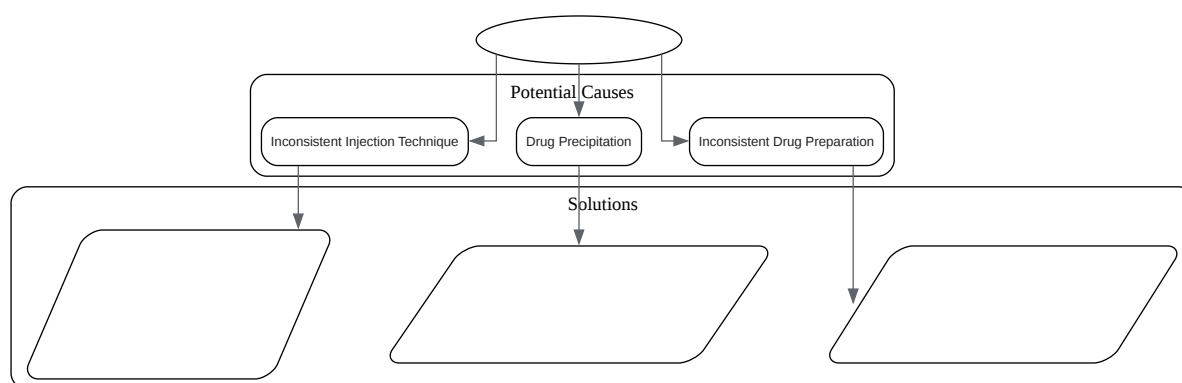 Potential Causes
Inconsistent Injection Technique
Drug Precipitation
Inconsistent Drug Preparation
Solutions